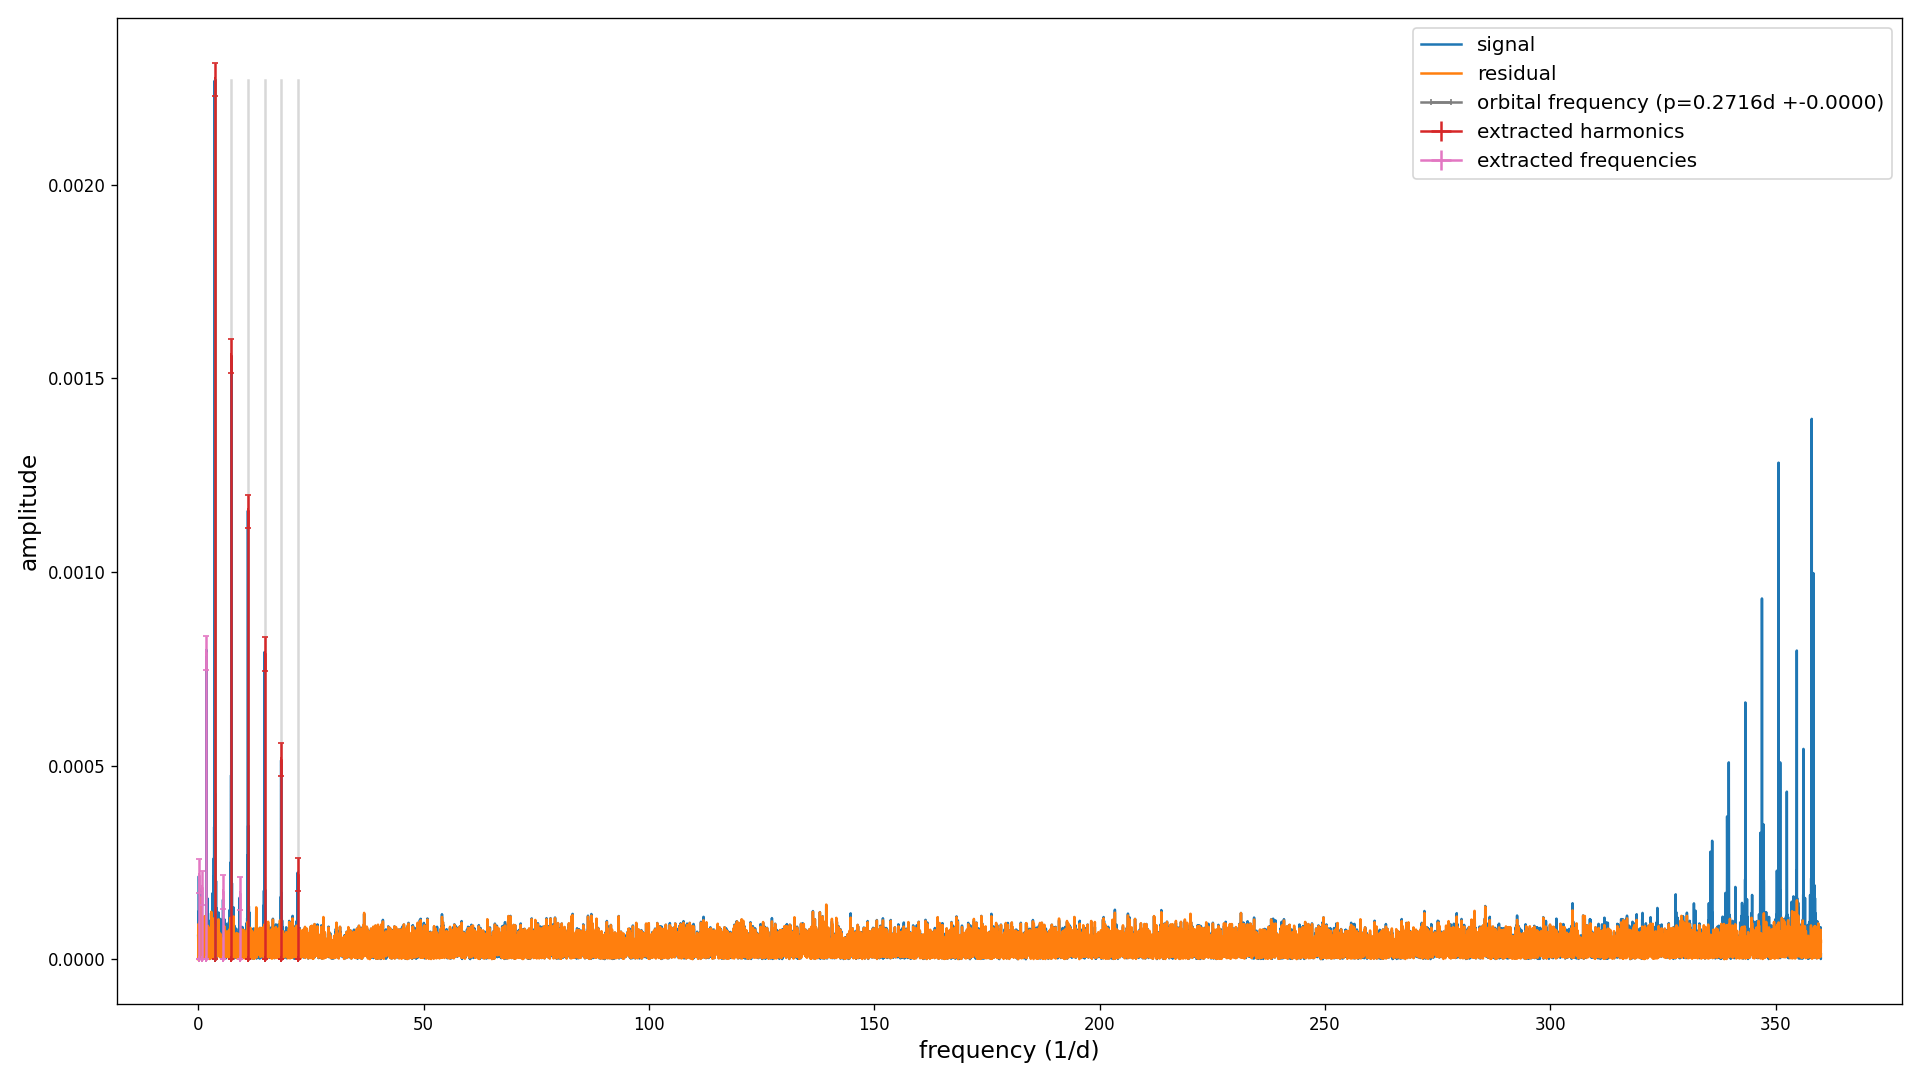 signal
residual
orbital frequency (p=0.2716d +-0.0000)
extracted harmonics
extracted frequencies
amplitude
0.0020
0.0015
0.0010
0.0005
0.0000
0 50 100 150 200 250 300 350
frequency (1/d)